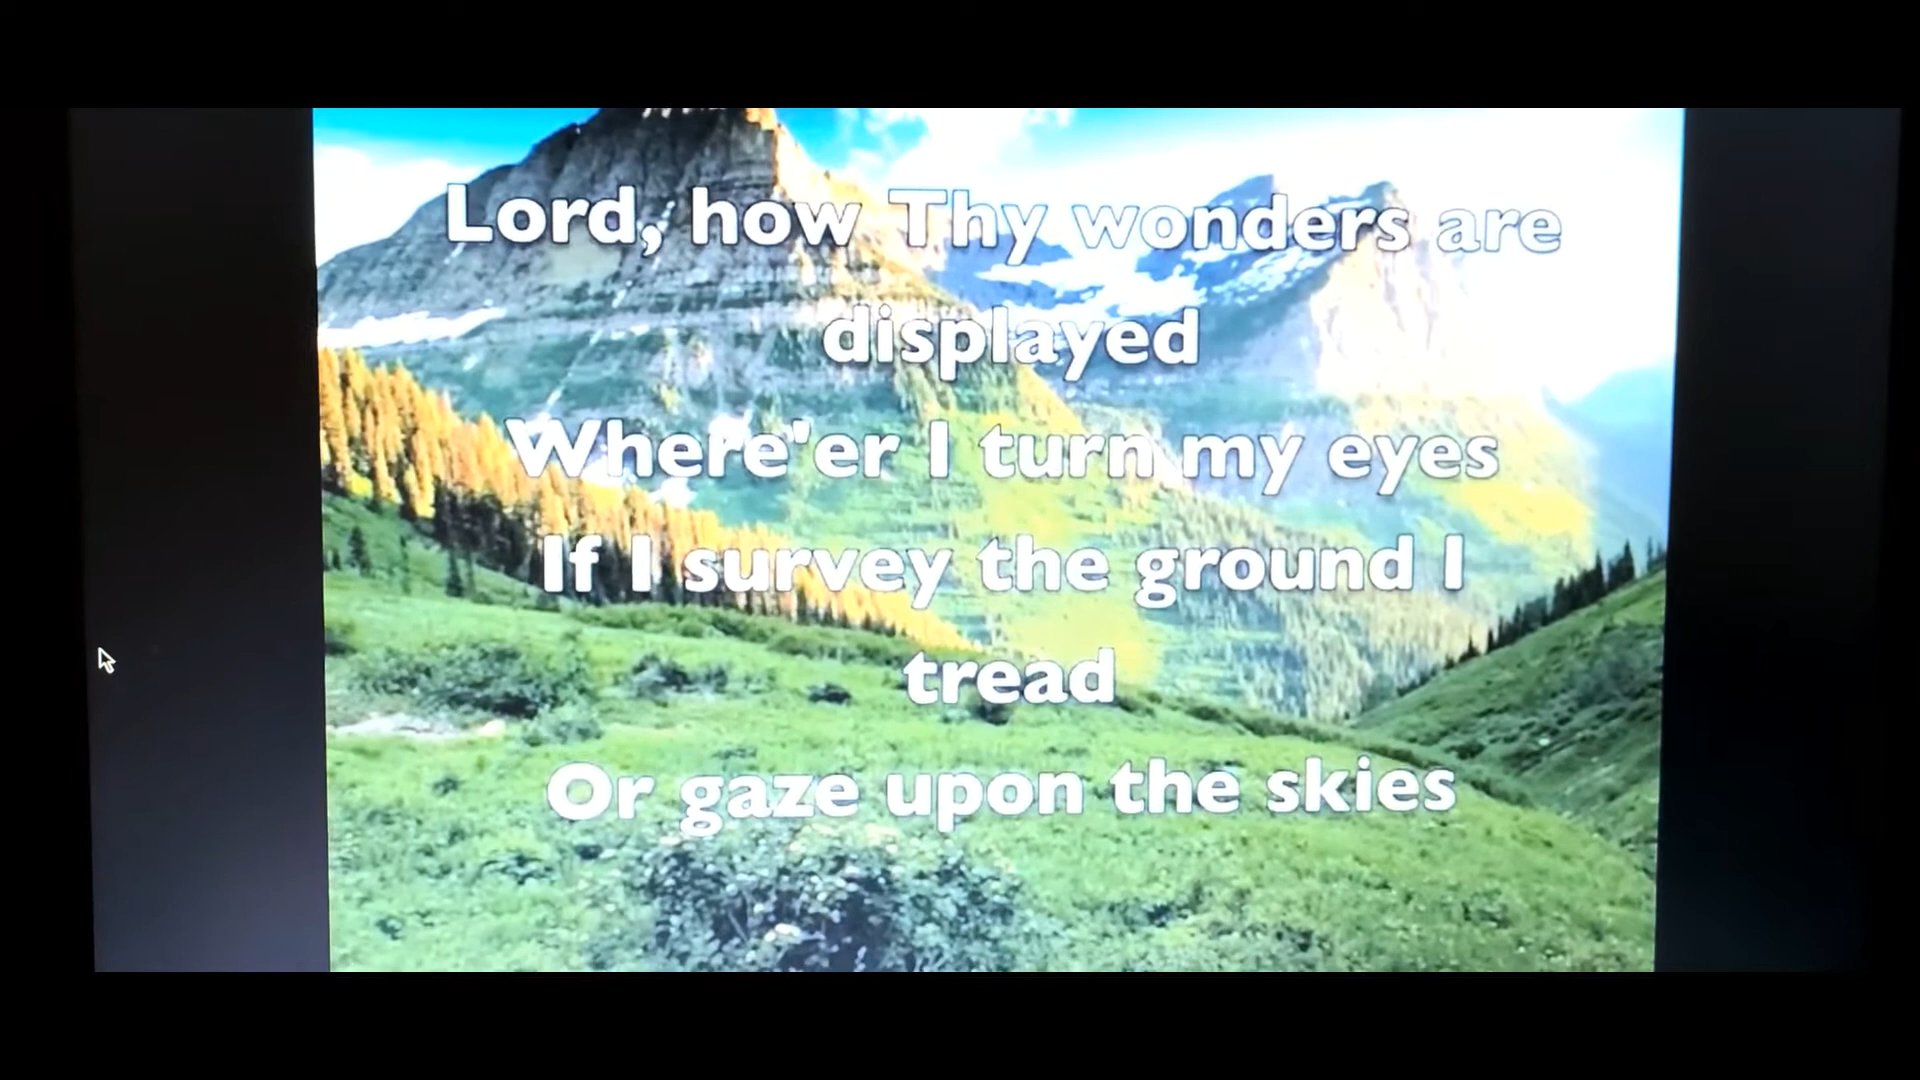 Lord, how Thy wonders are
displayed
Where'er I turn my eyes
If I survey the ground I
tread
Or gaze upon the skies